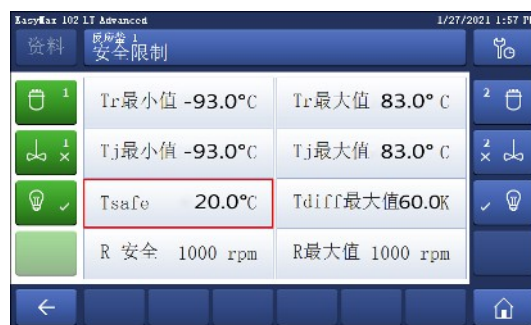 EasyMax 102 LT Advanced 1/27/2021 1:57 P
资料 反应釜 1
安全限制
1 Tr最小值 -93.0°C Tr最大值 83.0° C 2
1 Tj最小值 -93.0°C Tj最大值 83.0° C 2
Tsafe 20.0°C Tdiff最大值60.0K
R 安全 1000 rpm R最大值 1000 rpm